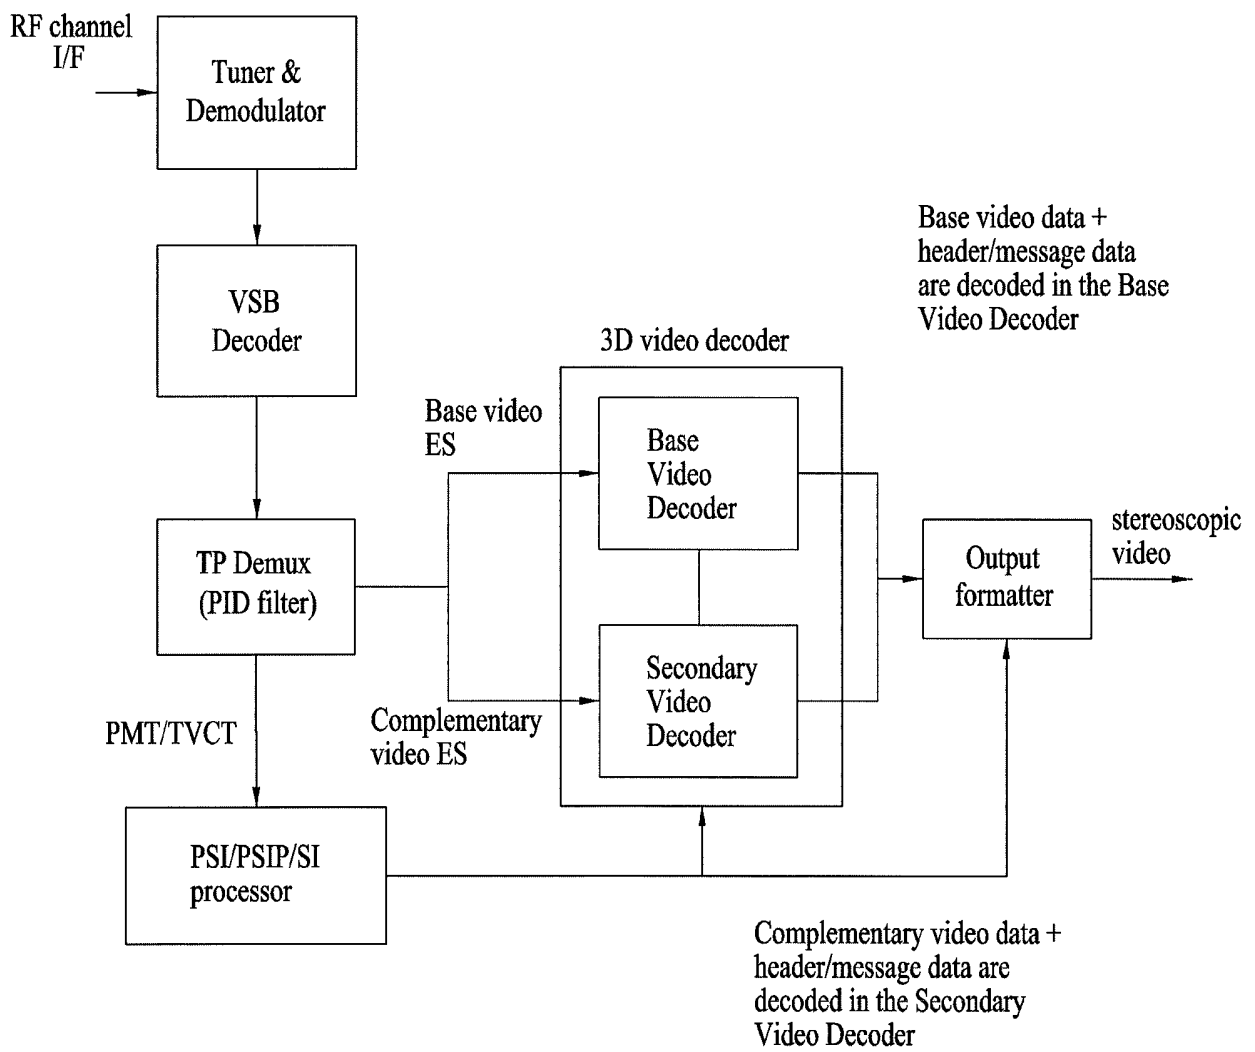 RF channel
I/F
Tuner &
Demodulator
VSB
Decoder
Base video data +
header/message data
are decoded in the Base
Video Decoder
3D video decoder
Base video
ES
Base
Video
Decoder
TP Demux
(PID filter)
Output
formatter
stereoscopic
video
Secondary
Video
Decoder
Complementary
video ES
PMT/TVCT
PSI/PSIP/SI
processor
Complementary video data +
header/message data are
decoded in the Secondary
Video Decoder